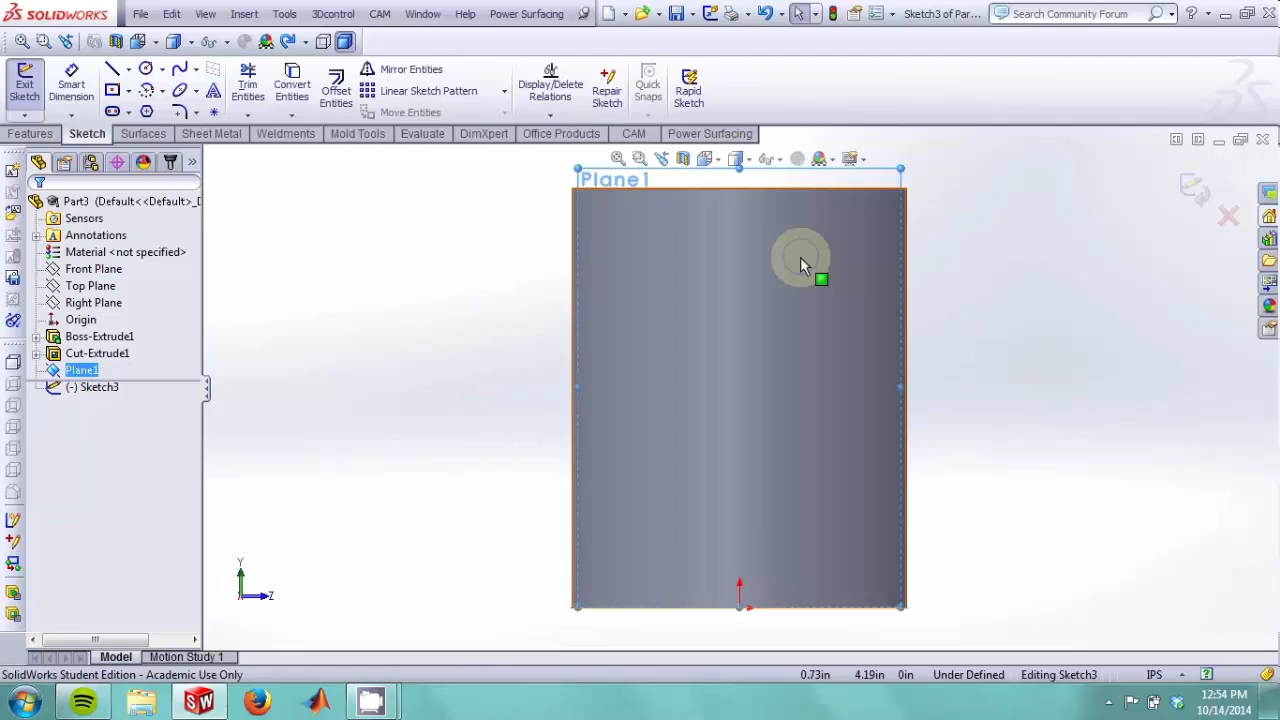 SOLIDWORKS File Edit View Insert Tools 3Dcontrol CAM Window Help Power Surfacing Sketch3 of Par... Search Community Forum
Exit Sketch
Smart Dimension
Trim Entities
Convert Entities
Offset Entities
Mirror Entities
Linear Sketch Pattern
Move Entities
Display/Delete Relations
Repair Sketch
Quick Snaps
Rapid Sketch
Features Sketch Surfaces Sheet Metal Weldments Mold Tools Evaluate DimXpert Office Products CAM Power Surfacing
Plane1
Part3 (Default<<Default>_D
Sensors
Annotations
Material <not specified>
Front Plane
Top Plane
Right Plane
Origin
Boss-Extrude1
Cut-Extrude1
Plane1
(-) Sketch3
Y
Z
Model Motion Study 1
SolidWorks Student Edition - Academic Use Only 0.73in 4.19in 0in Under Defined Editing Sketch3 IPS
12:54 PM
10/14/2014